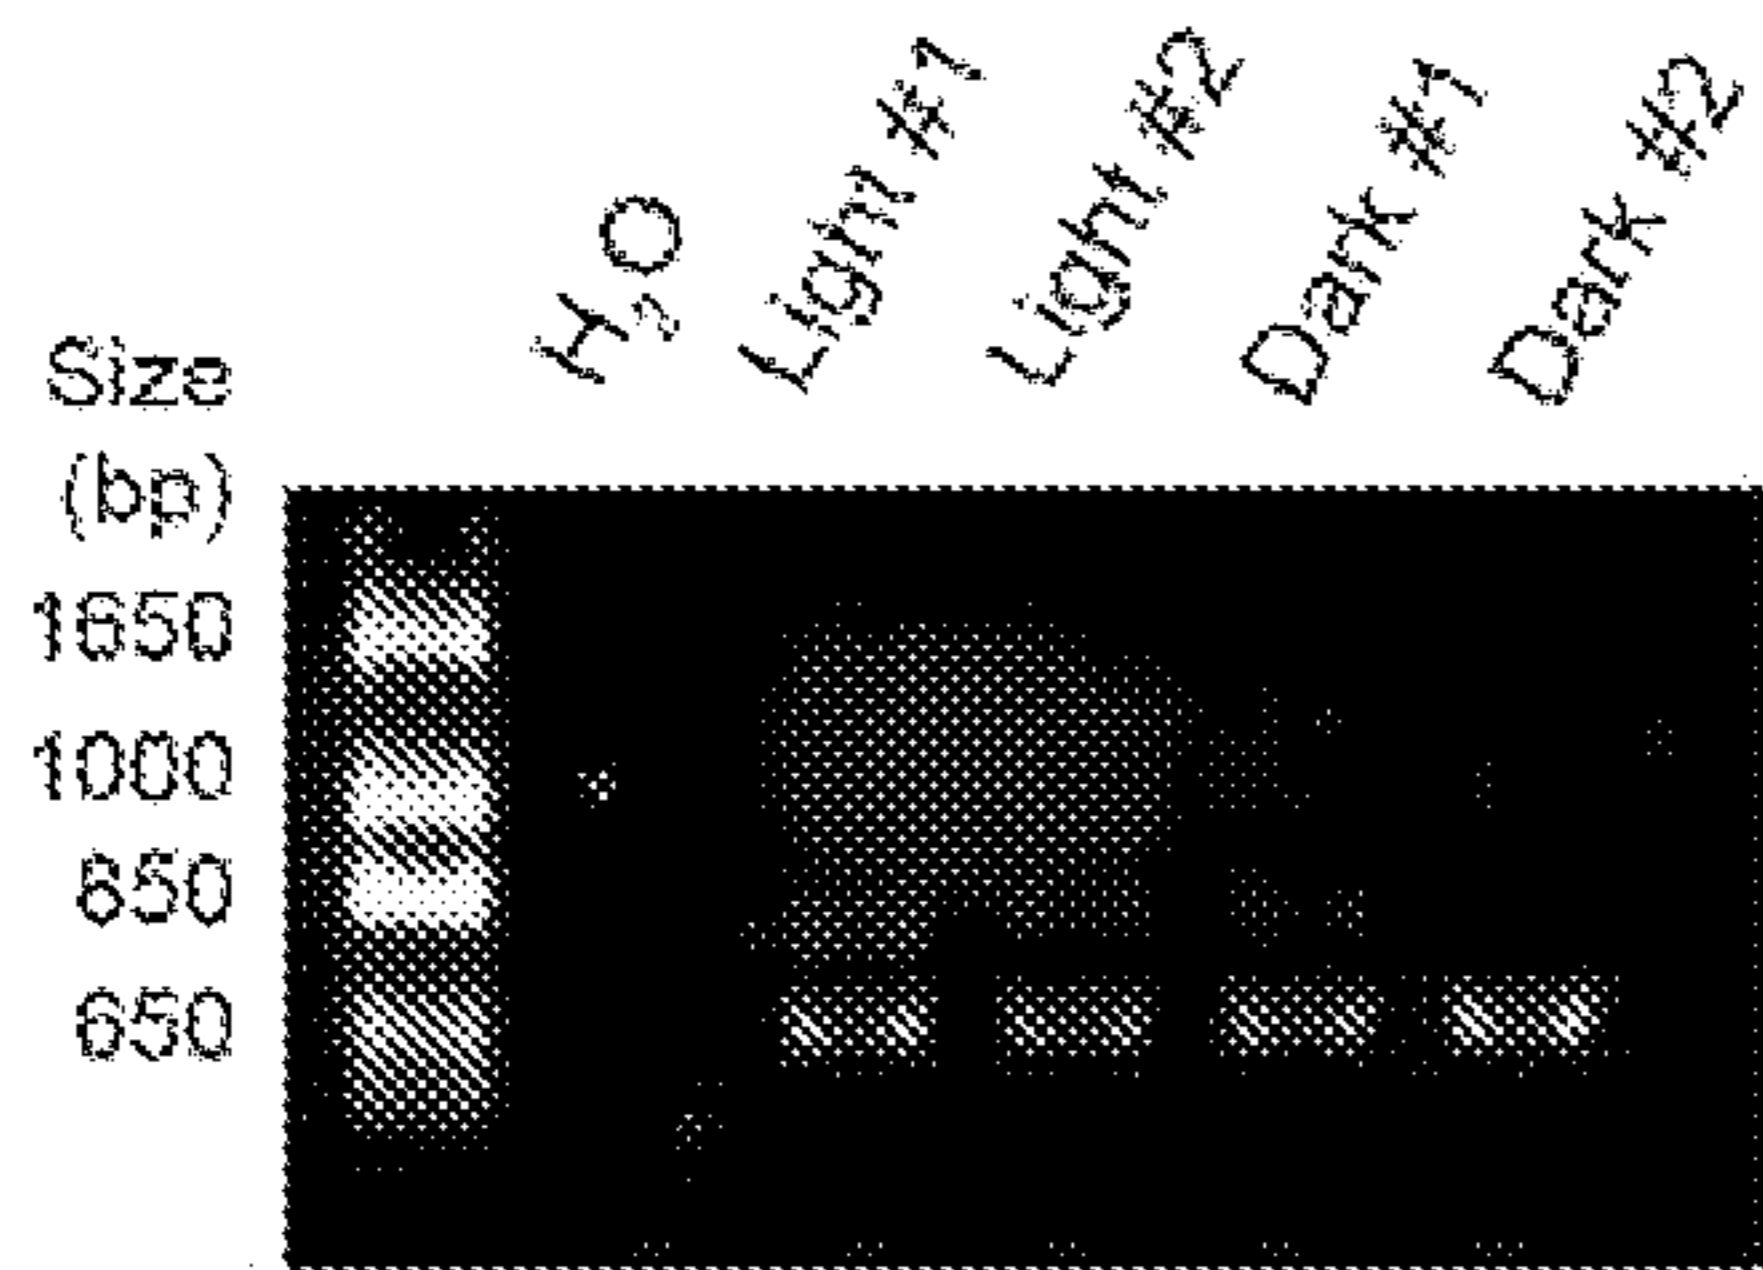 H₂O
Light #1
Light #2
Dark #1
Dark #2
Size
(bp)
1650
1000
850
650